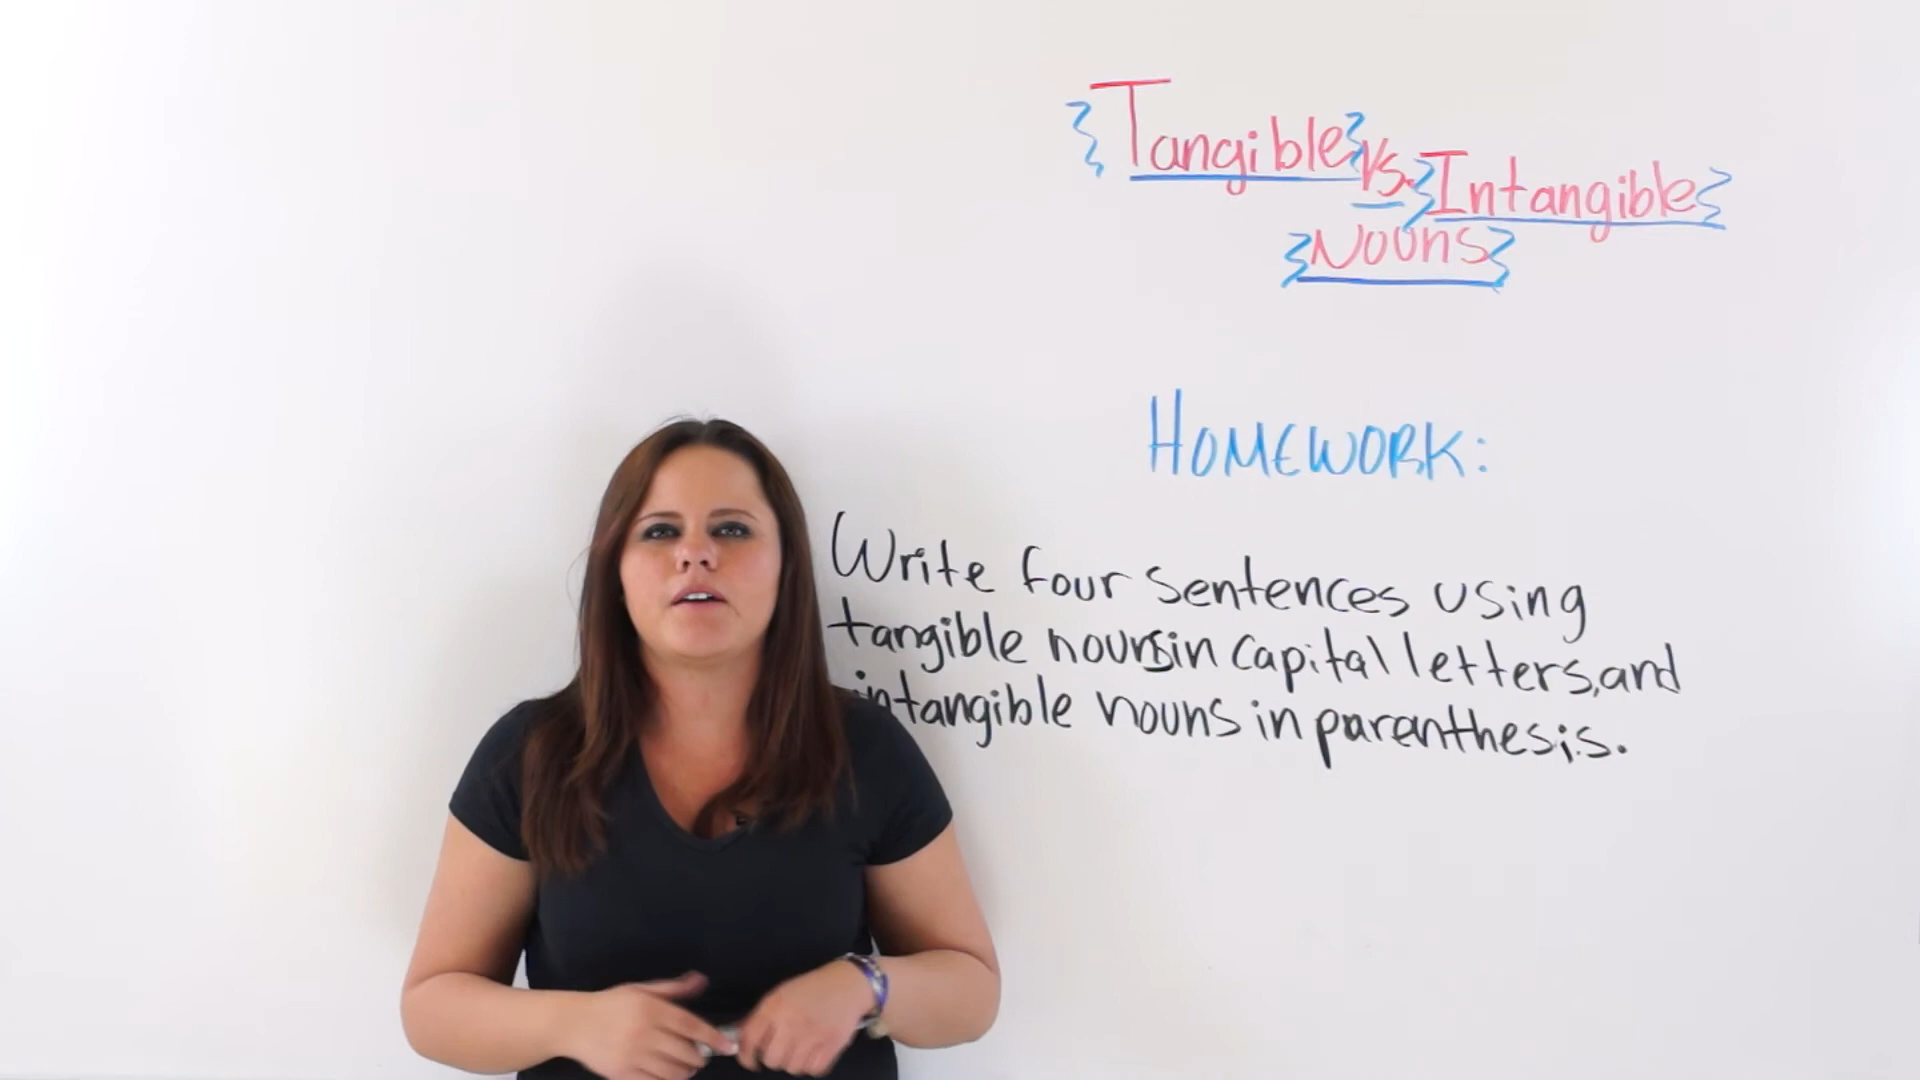 Tangible vs. Intangible
Nouns
HOMEWORK:
Write four sentences using
tangible nouns in capital letters, and
intangible nouns in parenthesis.